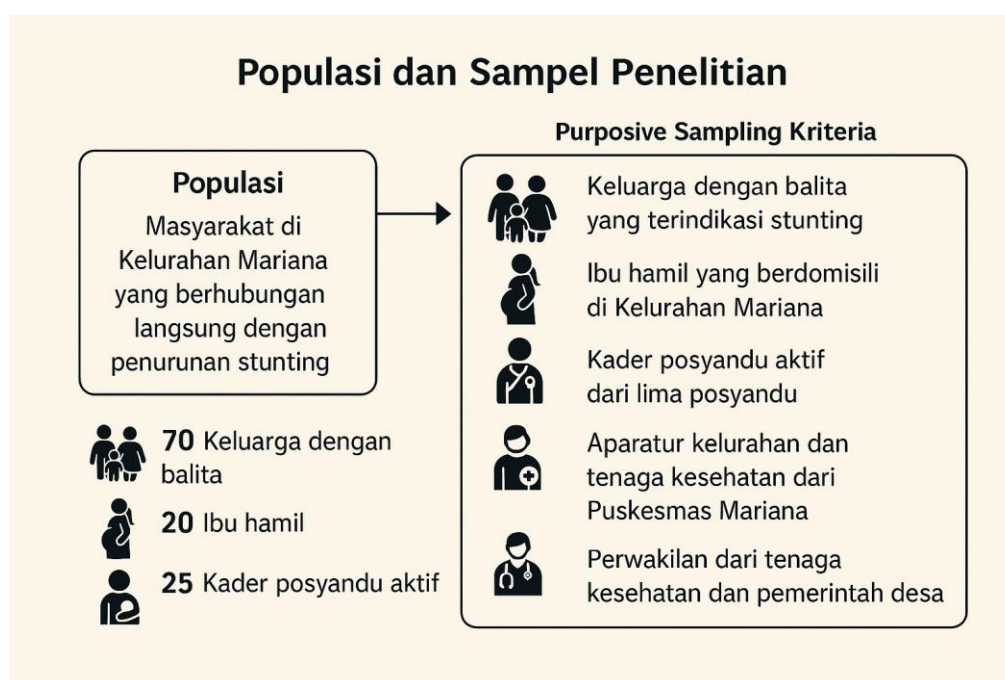 Populasi dan Sampel Penelitian
Populasi
Masyarakat di
Kelurahan Mariana
yang berhubungan
langsung dengan
penurunan stunting
70 Keluarga dengan
balita
20 Ibu hamil
25 Kader posyandu aktif
Purposive Sampling Kriteria
Keluarga dengan balita
yang terindikasi stunting
Ibu hamil yang berdomisili
di Kelurahan Mariana
Kader posyandu aktif
dari lima posyandu
Aparatur kelurahan dan
tenaga kesehatan dari
Puskesmas Mariana
Perwakilan dari tenaga
kesehatan dan pemerintah desa